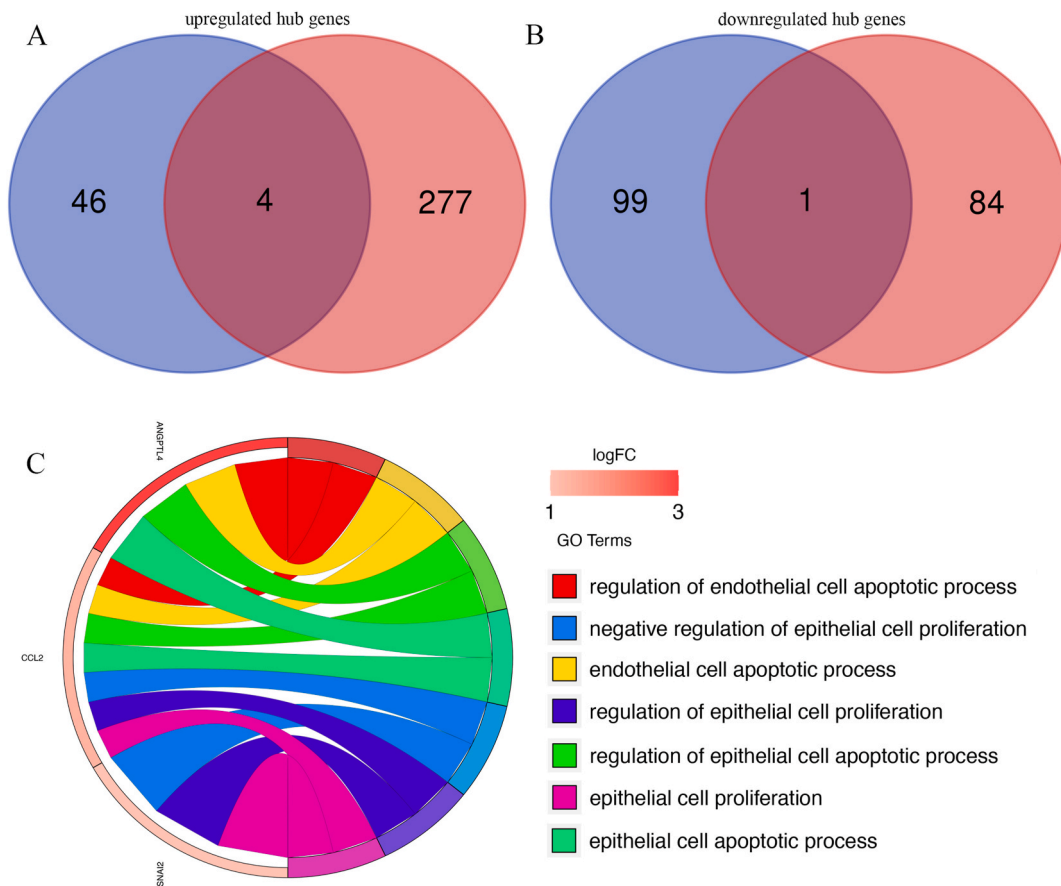 A
upregulated hub genes
46
4
277
B
downregulated hub genes
99
1
84
C
ANGPTL4
CCL2
SNAI2
logFC
1
3
GO Terms
regulation of endothelial cell apoptotic process
negative regulation of epithelial cell proliferation
endothelial cell apoptotic process
regulation of epithelial cell proliferation
regulation of epithelial cell apoptotic process
epithelial cell proliferation
epithelial cell apoptotic process